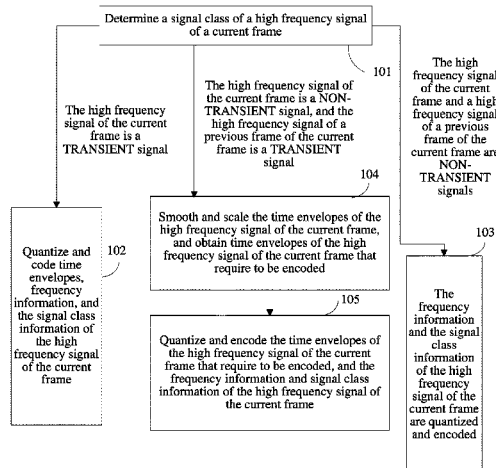 Determine a signal class of a high frequency signal
of a current frame
101
The high frequency
signal of the current
frame is a
TRANSIENT signal
The high frequency signal of
the current frame is a NON-
TRANSIENT signal, and the
high frequency signal of a
previous frame of the current
frame is a TRANSIENT
signal
The high
frequency signal
of the current
frame and a high
frequency signal
of a previous
frame of the
current frame are
NON-
TRANSIENT
signals
104
Smooth and scale the time envelopes of the
high frequency signal of the current frame,
and obtain time envelopes of the high
frequency signal of the current frame that
require to be encoded
102
Quantize and
code time
envelopes,
frequency
information, and
the signal class
information of the
high frequency
signal of the
current frame
103
The
frequency
information
and the signal
class
information
of the high
frequency
signal of the
current frame
are quantized
and encoded
105
Quantize and encode the time envelopes of
the high frequency signal of the current
frame that require to be encoded, and the
frequency information and signal class
information of the high frequency signal of
the current frame